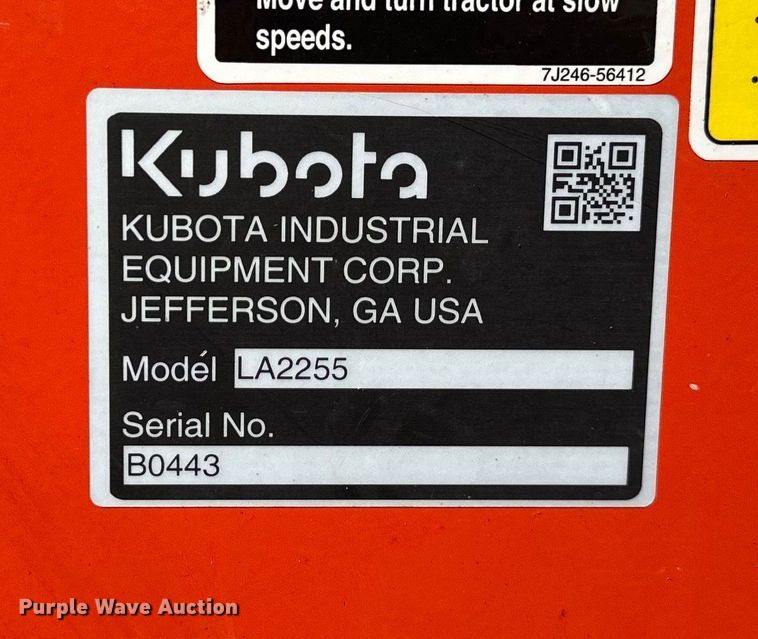 Move and turn tractor at slow
speeds.
7J246-56412
Kubota
KUBOTA INDUSTRIAL
EQUIPMENT CORP.
JEFFERSON, GA USA
Model LA2255
Serial No.
B0443
Purple Wave Auction